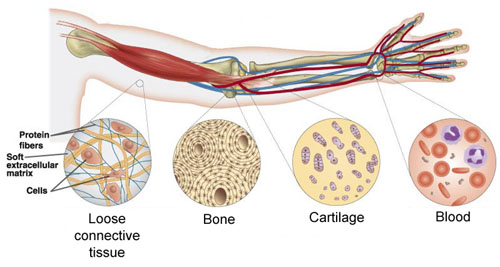 Protein
fibers
Soft
extracellular
matrix
Cells
Loose
connective
tissue
Bone
Cartilage
Blood